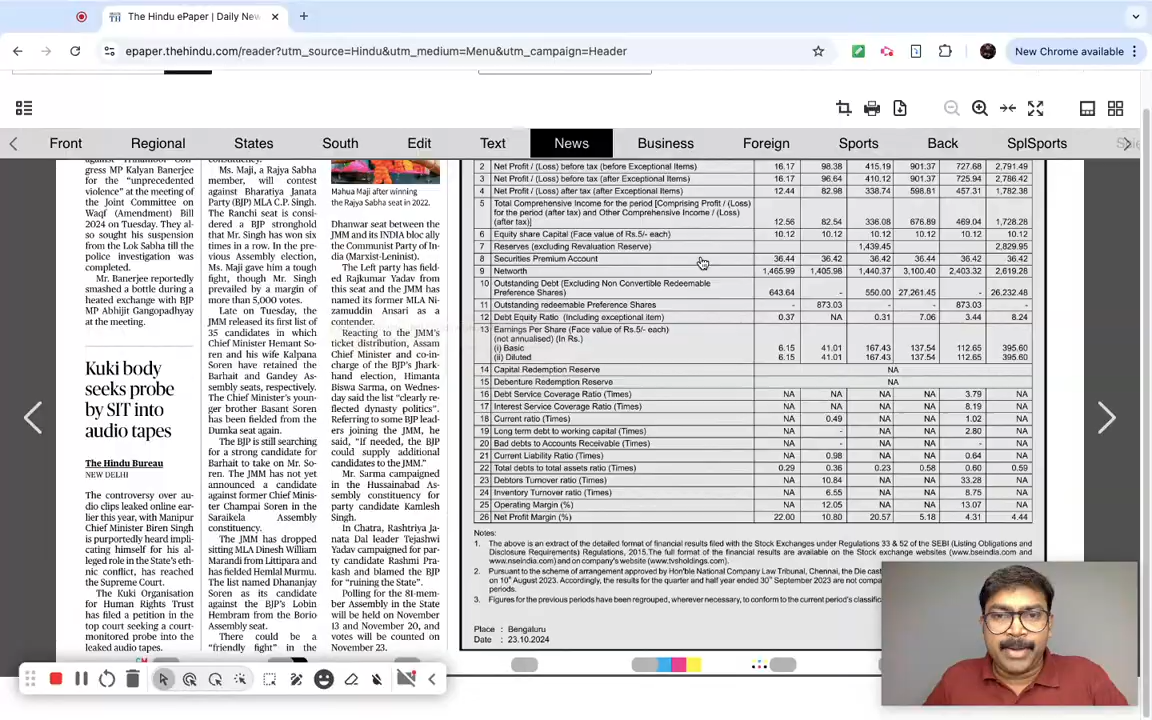 The Hindu ePaper | Daily New
epaper.thehindu.com/reader?utm_source=Hindu&utm_medium=Menu&utm_campaign=Header
New Chrome available
Front Regional States South Edit Text News Business Foreign Sports Back SplSports
gress MP Kalyan Banerjee
for the "unprecedented
violence" at the meeting of
the Joint Committee on
Waqf (Amendment) Bill
2024 on Tuesday. They al-
so sought his suspension
from the Lok Sabha till the
police investigation was
completed.
Mr. Banerjee reportedly
smashed a bottle during a
heated exchange with BJP
MP Abhijit Gangopadhyay
at the meeting.
Kuki body
seeks probe
by SIT into
audio tapes
The Hindu Bureau
NEW DELHI
The controversy over au-
dio clips leaked online ear-
lier this year, with Manipur
Chief Minister Biren Singh
is purportedly heard impli-
cating himself for his al-
leged role in the State's eth-
nic conflict, has reached
the Supreme Court.
The Kuki Organisation
for Human Rights Trust
has filed a petition in the
top court seeking a court-
monitored probe into the
leaked audio tapes.
Ms. Maji, a Rajya Sabha
member, will contest
against Bharatiya Janata
Party (BJP) MLA C.P. Singh.
The Ranchi seat is consi-
dered a BJP stronghold
that Mr. Singh has won six
times in a row. In the pre-
vious Assembly election,
Ms. Maji gave him a tough
fight, though Mr. Singh
prevailed by a margin of
more than 5,000 votes.
Late on Tuesday, the
JMM released its first list of
35 candidates in which
Chief Minister Hemant So-
ren and his wife Kalpana
Soren have retained the
Barhait and Gandey As-
sembly seats, respectively.
The Chief Minister's youn-
ger brother Basant Soren
has been fielded from the
Dumka seat again.
The BJP is still searching
for a strong candidate for
Barhait to take on Mr. So-
ren. The JMM has not yet
announced a candidate
against former Chief Minis-
ter Champai Soren in the
Saraikela Assembly
constituency.
The JMM has dropped
sitting MLA Dinesh William
Marandi from Littipara and
has fielded Hemlal Murmu.
The list named Dhananjay
Soren as its candidate
against the BJP's Lobin
Hembram from the Borio
Assembly seat.
There could be a
"friendly fight" in the
Mahua Maji after winning
the Rajya Sabha seat in 2022.
Dhanwar seat between the
JMM and its INDIA bloc ally
the Communist Party of In-
dia (Marxist-Leninist).
The Left party has field-
ed Rajkumar Yadav from
this seat and the JMM has
named its former MLA Ni-
zamuddin Ansari as a
contender.
Reacting to the JMM's
ticket distribution, Assam
Chief Minister and co-in-
charge of the BJP's Jhark-
hand election, Himanta
Biswa Sarma, on Wednes-
day said the list "clearly re-
flected dynasty politics".
Referring to some BJP lead-
ers joining the JMM, he
said, "If needed, the BJP
could supply additional
candidates to the JMM."
Mr. Sarma campaigned
in the Hussainabad As-
sembly constituency for
party candidate Kamlesh
Singh.
In Chatra, Rashtriya Ja-
nata Dal leader Tejashwi
Yadav campaigned for par-
ty candidate Rashmi Pra-
kash and blamed the BJP
for "ruining the State".
Polling for the 81-mem-
ber Assembly in the State
will be held on November
13 and November 20, and
votes will be counted on
November 23.
2 Net Profit / (Loss) before tax (before Exceptional Items) 16.17 98.38 415.19 901.37 727.68 2,791.49
3 Net Profit / (Loss) before tax (after Exceptional Items) 16.17 96.64 410.12 901.37 725.94 2,786.42
4 Net Profit / (Loss) after tax (after Exceptional Items) 12.44 82.98 338.74 598.81 457.31 1,782.38
5 Total Comprehensive Income for the period [Comprising Profit / (Loss)
for the period (after tax) and Other Comprehensive Income / (Loss)
(after tax)] 12.56 82.54 336.08 676.89 469.04 1,728.28
6 Equity share Capital (Face value of Rs.5/- each) 10.12 10.12 10.12 10.12 10.12 10.12
7 Reserves (excluding Revaluation Reserve) 1,439.45 2,829.95
8 Securities Premium Account 36.44 36.42 36.42 36.44 36.42 36.42
9 Networth 1,465.99 1,405.98 1,440.37 3,100.40 2,403.32 2,619.28
10 Outstanding Debt (Excluding Non Convertible Redeemable
Preference Shares) 643.64 - 550.00 27,261.45 - 26,232.48
11 Outstanding redeemable Preference Shares - 873.03 - - 873.03 -
12 Debt Equity Ratio (Including exceptional item) 0.37 NA 0.31 7.06 3.44 8.24
13 Earnings Per Share (Face value of Rs.5/- each)
(not annualised) (In Rs.)
(i) Basic 6.15 41.01 167.43 137.54 112.65 395.60
(ii) Diluted 6.15 41.01 167.43 137.54 112.65 395.60
14 Capital Redemption Reserve NA
15 Debenture Redemption Reserve NA
16 Debt Service Coverage Ratio (Times) NA NA NA NA 3.79 NA
17 Interest Service Coverage Ratio (Times) NA NA NA NA 8.19 NA
18 Current ratio (Times) NA 0.49 NA NA 1.02 NA
19 Long term debt to working capital (Times) NA - NA NA 2.80 NA
20 Bad debts to Accounts Receivable (Times) NA - NA NA - NA
21 Current Liability Ratio (Times) NA 0.98 NA NA 0.64 NA
22 Total debts to total assets ratio (Times) 0.29 0.36 0.23 0.58 0.60 0.59
23 Debtors Turnover ratio (Times) NA 10.84 NA NA 33.28 NA
24 Inventory Turnover ratio (Times) NA 6.55 NA NA 8.75 NA
25 Operating Margin (%) NA 12.05 NA NA 13.07 NA
26 Net Profit Margin (%) 22.00 10.80 20.57 5.18 4.31 4.44
Notes:
1. The above is an extract of the detailed format of financial results filed with the Stock Exchanges under Regulations 33 & 52 of the SEBI (Listing Obligations and
Disclosure Requirements) Regulations, 2015.The full format of the financial results are available on the Stock exchange websites (www.bseindia.com and
www.nseindia.com) and on company's website (www.tvsholdings.com).
2. Pursuant to the scheme of arrangement approved by Hon'ble National Company Law Tribunal, Chennai, the Die cast
on 10th August 2023. Accordingly, the results for the quarter and half year ended 30th September 2023 are not compa
periods.
3. Figures for the previous periods have been regrouped, wherever necessary, to conform to the current period's classific
Place : Bengaluru
Date : 23.10.2024